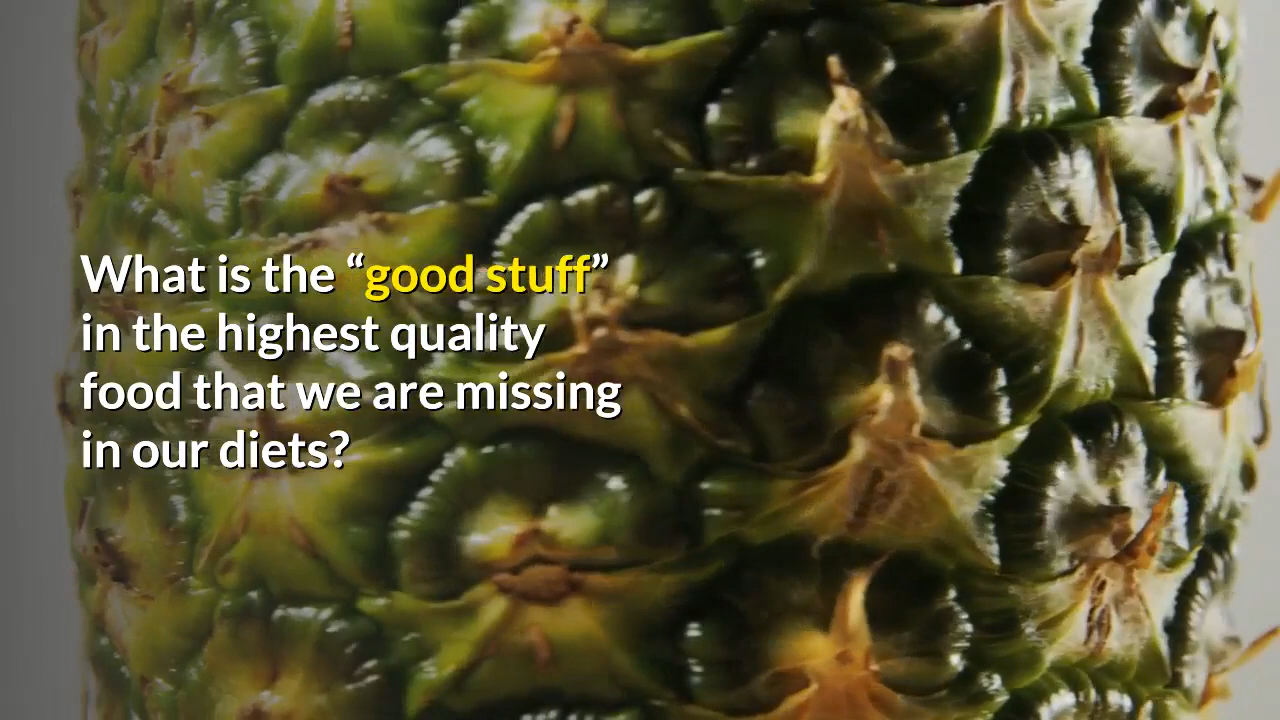 What is the “good stuff”
in the highest quality
food that we are missing
in our diets?